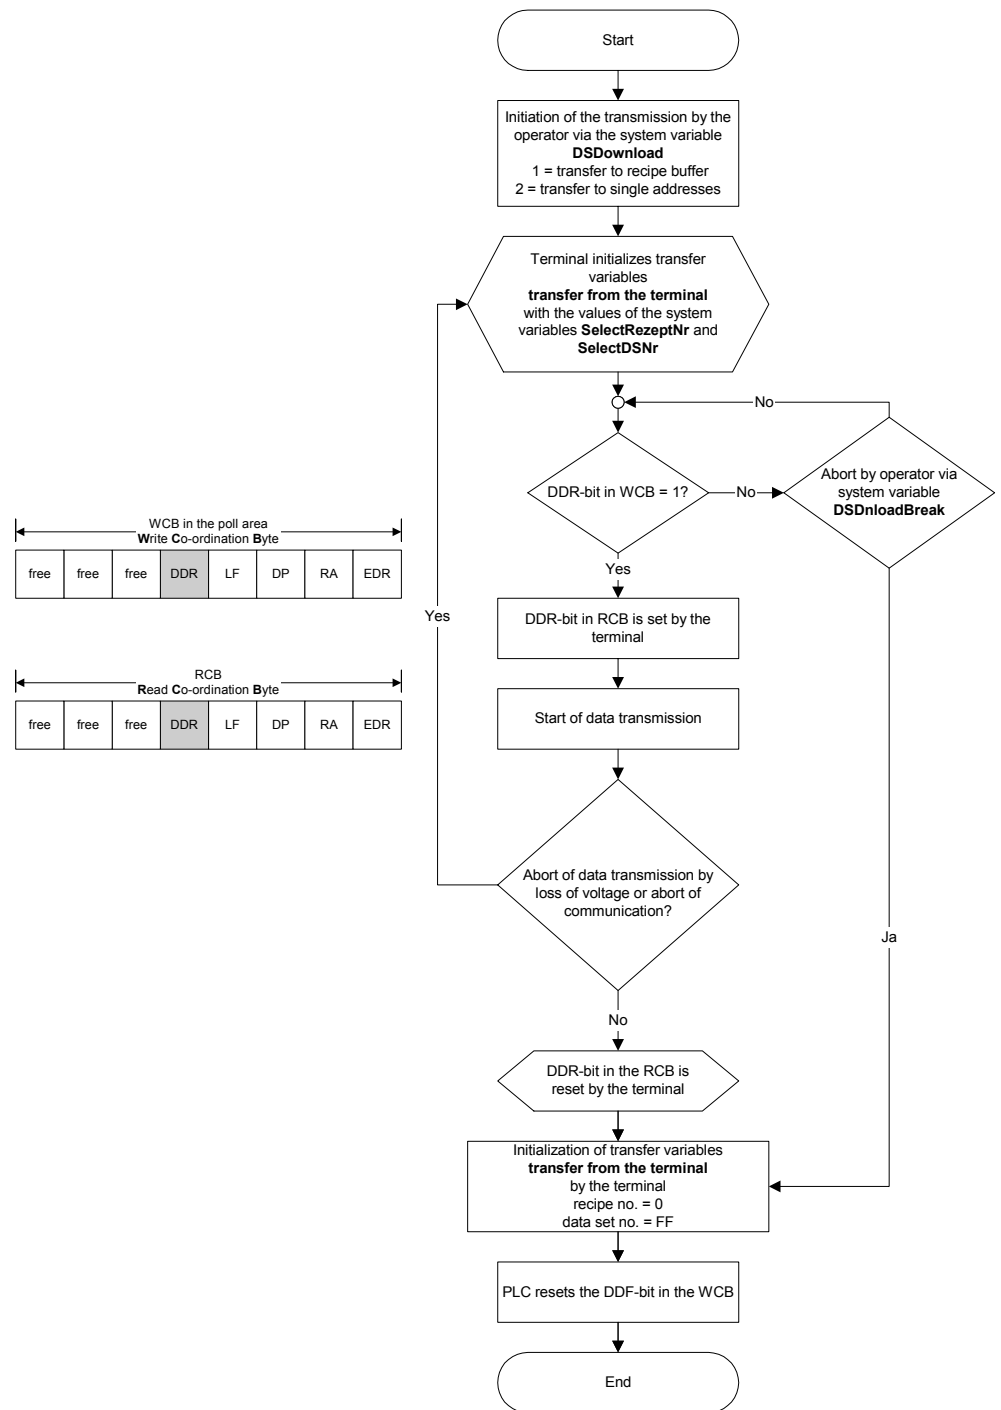 Start
Initiation of the transmission by the
operator via the system variable
DSDownload
1 = transfer to recipe buffer
2 = transfer to single addresses
Terminal initializes transfer
variables
transfer from the terminal
with the values of the system
variables SelectRezeptNr and
SelectDSNr
No
DDR-bit in WCB = 1?
No
Abort by operator via
system variable
DSDnloadBreak
WCB in the poll area
Write Co-ordination Byte
free free free DDR LF DP RA EDR
Yes
Yes
DDR-bit in RCB is set by the
terminal
RCB
Read Co-ordination Byte
free free free DDR LF DP RA EDR
Start of data transmission
Abort of data transmission by
loss of voltage or abort of
communication?
Ja
No
DDR-bit in the RCB is
reset by the terminal
Initialization of transfer variables
transfer from the terminal
by the terminal
recipe no. = 0
data set no. = FF
PLC resets the DDF-bit in the WCB
End